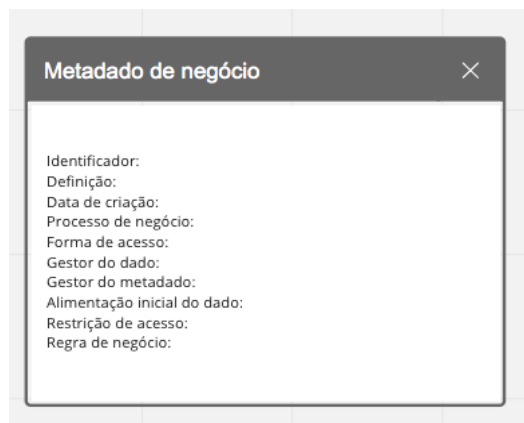 Metadado de negócio
Identificador:
Definição:
Data de criação:
Processo de negócio:
Forma de acesso:
Gestor do dado:
Gestor do metadado:
Alimentação inicial do dado:
Restrição de acesso:
Regra de negócio: